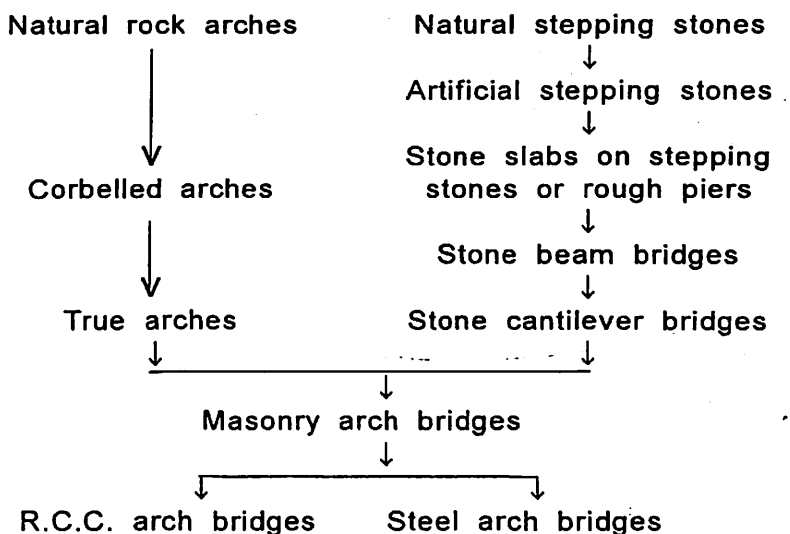 Natural rock arches
Natural stepping stones
Artificial stepping stones
Stone slabs on stepping
stones or rough piers
Corbelled arches
Stone beam bridges
True arches
Stone cantilever bridges
Masonry arch bridges
R.C.C. arch bridges
Steel arch bridges